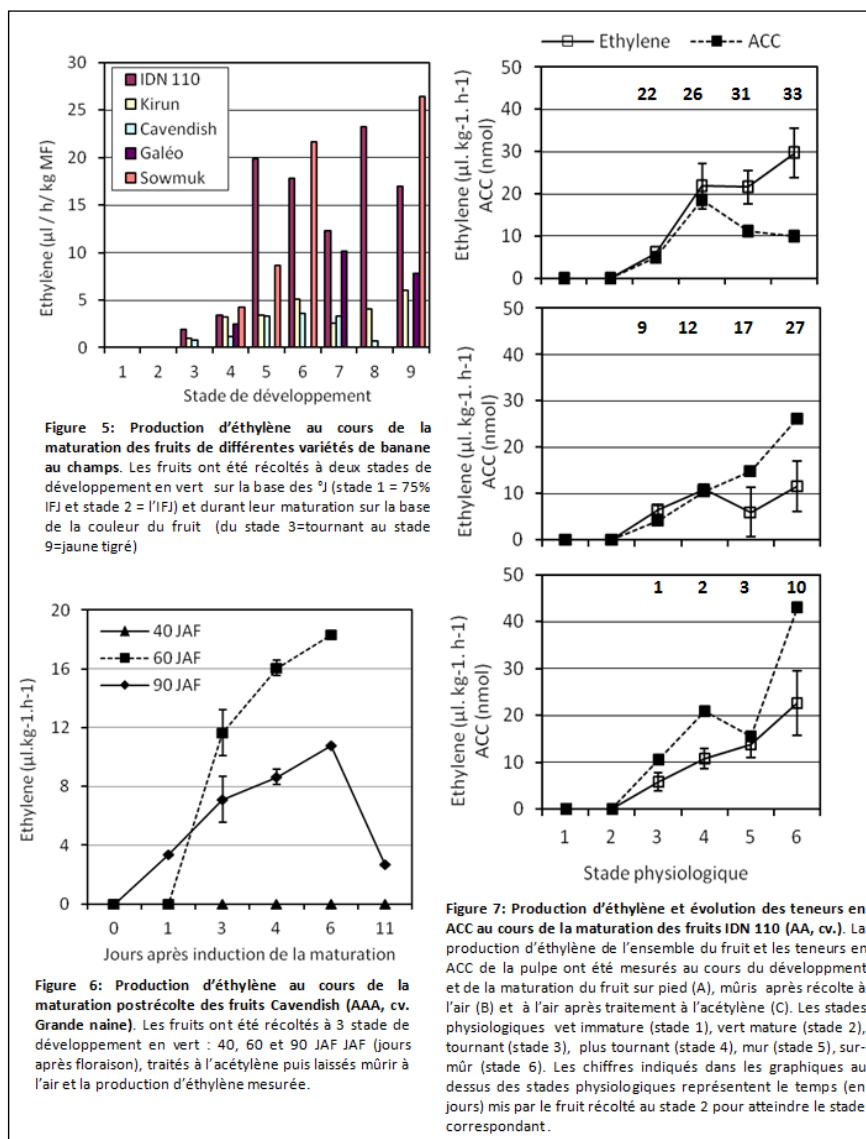 30
25
20
15
10
5
0
Ethylène (µl / h/ kg MF)
IDN 110
Kirun
Cavendish
Galéo
Sowmuk
1 2 3 4 5 6 7 8 9
Stade de développement
Figure 5: Production d'éthylène au cours de la
maturation des fruits de différentes variétés de banane
au champs. Les fruits ont été récoltés à deux stades de
développement en vert sur la base des °J (stade 1 = 75%
IFJ et stade 2 = l'IFJ) et durant leur maturation sur la base
de la couleur du fruit (du stade 3=tournant au stade
9=jaune tigré)
20
16
12
8
4
0
Ethylene (µl.kg-1.h-1)
40 JAF
60 JAF
90 JAF
0 1 3 4 6 11
Jours après induction de la maturation
Figure 6: Production d'éthylène au cours de la
maturation postrécolte des fruits Cavendish (AAA, cv.
Grande naine). Les fruits ont été récoltés à 3 stade de
développement en vert : 40, 60 et 90 JAF JAF (jours
après floraison), traités à l'acétylène puis laissés mûrir à
l'air et la production d'éthylène mesurée.
Ethylene ACC
50
40
30
20
10
0
Ethylene (µl. kg-1. h-1)
ACC (nmol)
22 26 31 33
50
40
30
20
10
0
Ethylene (µl. kg-1. h-1)
ACC (nmol)
9 12 17 27
50
40
30
20
10
0
Ethylene (µl. kg-1. h-1)
ACC (nmol)
1 2 3 10
1 2 3 4 5 6
Stade physiologique
Figure 7: Production d'éthylène et évolution des teneurs en
ACC au cours de la maturation des fruits IDN 110 (AA, cv.). La
production d'éthylène de l'ensemble du fruit et les teneurs en
ACC de la pulpe ont été mesurés au cours du développment
et de la maturation du fruit sur pied (A), mûris après récolte à
l'air (B) et à l'air après traitement à l'acétylène (C). Les stades
physiologiques vet immature (stade 1), vert mature (stade 2),
tournant (stade 3), plus tournant (stade 4), mur (stade 5), sur-
mûr (stade 6). Les chiffres indiqués dans les graphiques au
dessus des stades physiologiques représentent le temps (en
jours) mis par le fruit récolté au stade 2 pour atteindre le stade
correspondant.